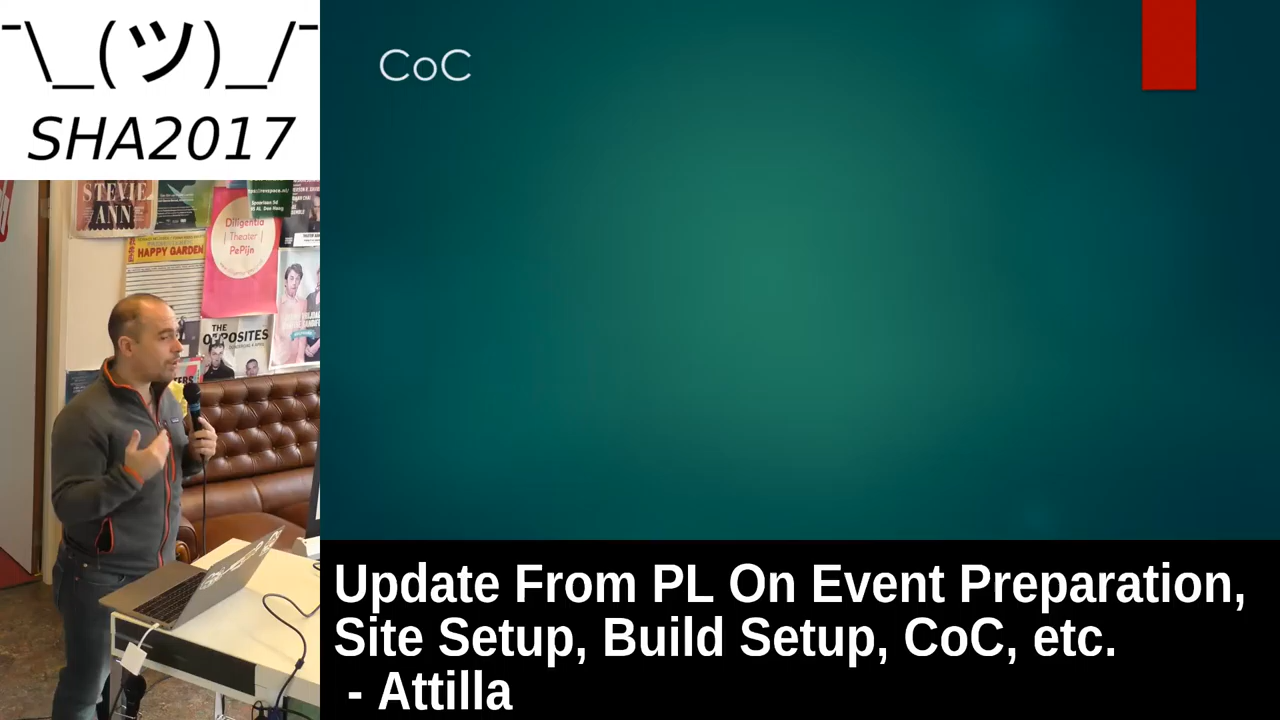 ¯\_(ツ)_/¯
SHA2017
CoC
STEVIE
ANN
HAPPY GARDEN
Diligentia
| Theater |
PePijn
THE
OPPOSITES
Update From PL On Event Preparation,
Site Setup, Build Setup, CoC, etc.
- Attilla